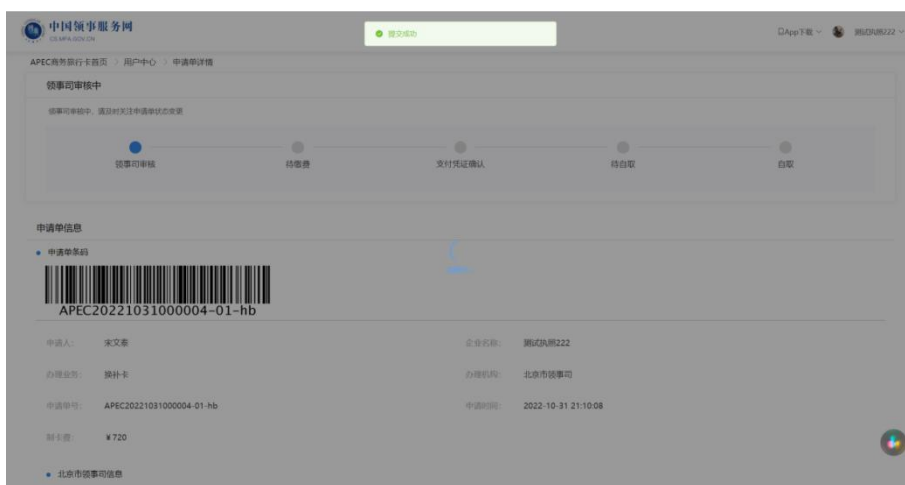 中国领事服务网
CS.MFA.GOV.CN
提交成功
App下载
测试执照222
APEC商务旅行卡首页 > 用户中心 > 申请单详情
领事司审核中
领事司审核中，请及时关注申请单状态变更
领事司审核
待缴费
支付凭证确认
待自取
自取
申请单信息
申请单条码
APEC20221031000004-01-hb
申请人： 宋文泰
企业名称： 测试执照222
办理业务： 换补卡
办理机构： 北京市领事司
申请单号： APEC20221031000004-01-hb
申请时间： 2022-10-31 21:10:08
制卡费： ¥720
北京市领事司信息